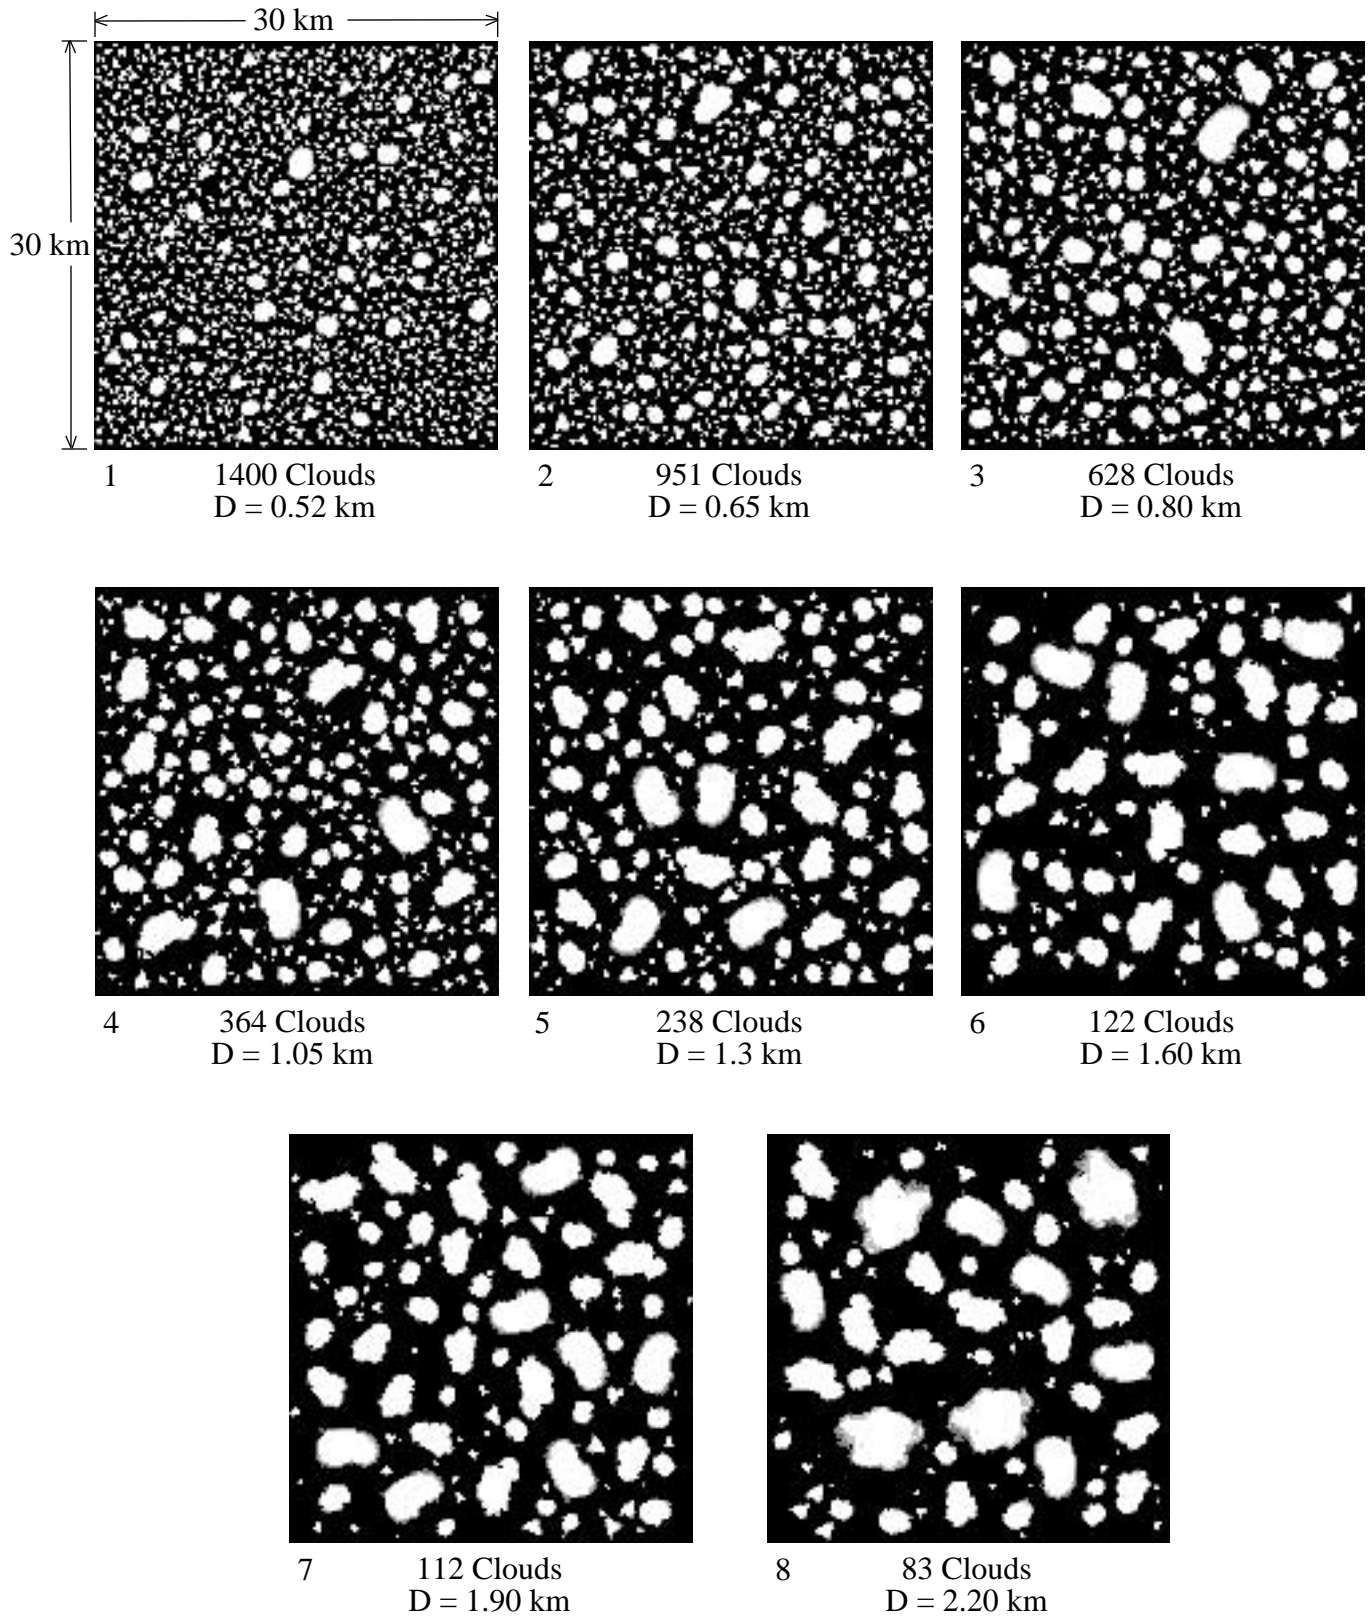 30 km
30 km
1 1400 Clouds
D = 0.52 km
2 951 Clouds
D = 0.65 km
3 628 Clouds
D = 0.80 km
4 364 Clouds
D = 1.05 km
5 238 Clouds
D = 1.3 km
6 122 Clouds
D = 1.60 km
7 112 Clouds
D = 1.90 km
8 83 Clouds
D = 2.20 km